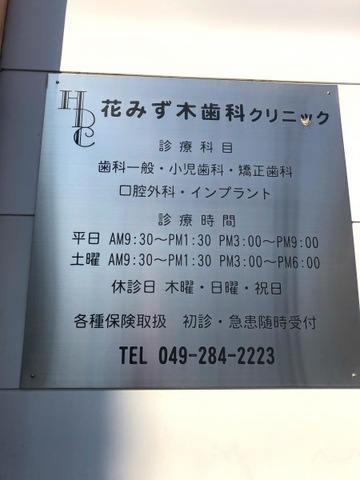 HDC 花みず木歯科クリニック
診療科目
歯科一般・小児歯科・矯正歯科
口腔外科・インプラント
診療時間
平日 AM9:30～PM1:30 PM3:00～PM9:00
土曜 AM9:30～PM1:30 PM3:00～PM6:00
休診日 木曜・日曜・祝日
各種保険取扱 初診・急患随時受付
TEL 049-284-2223